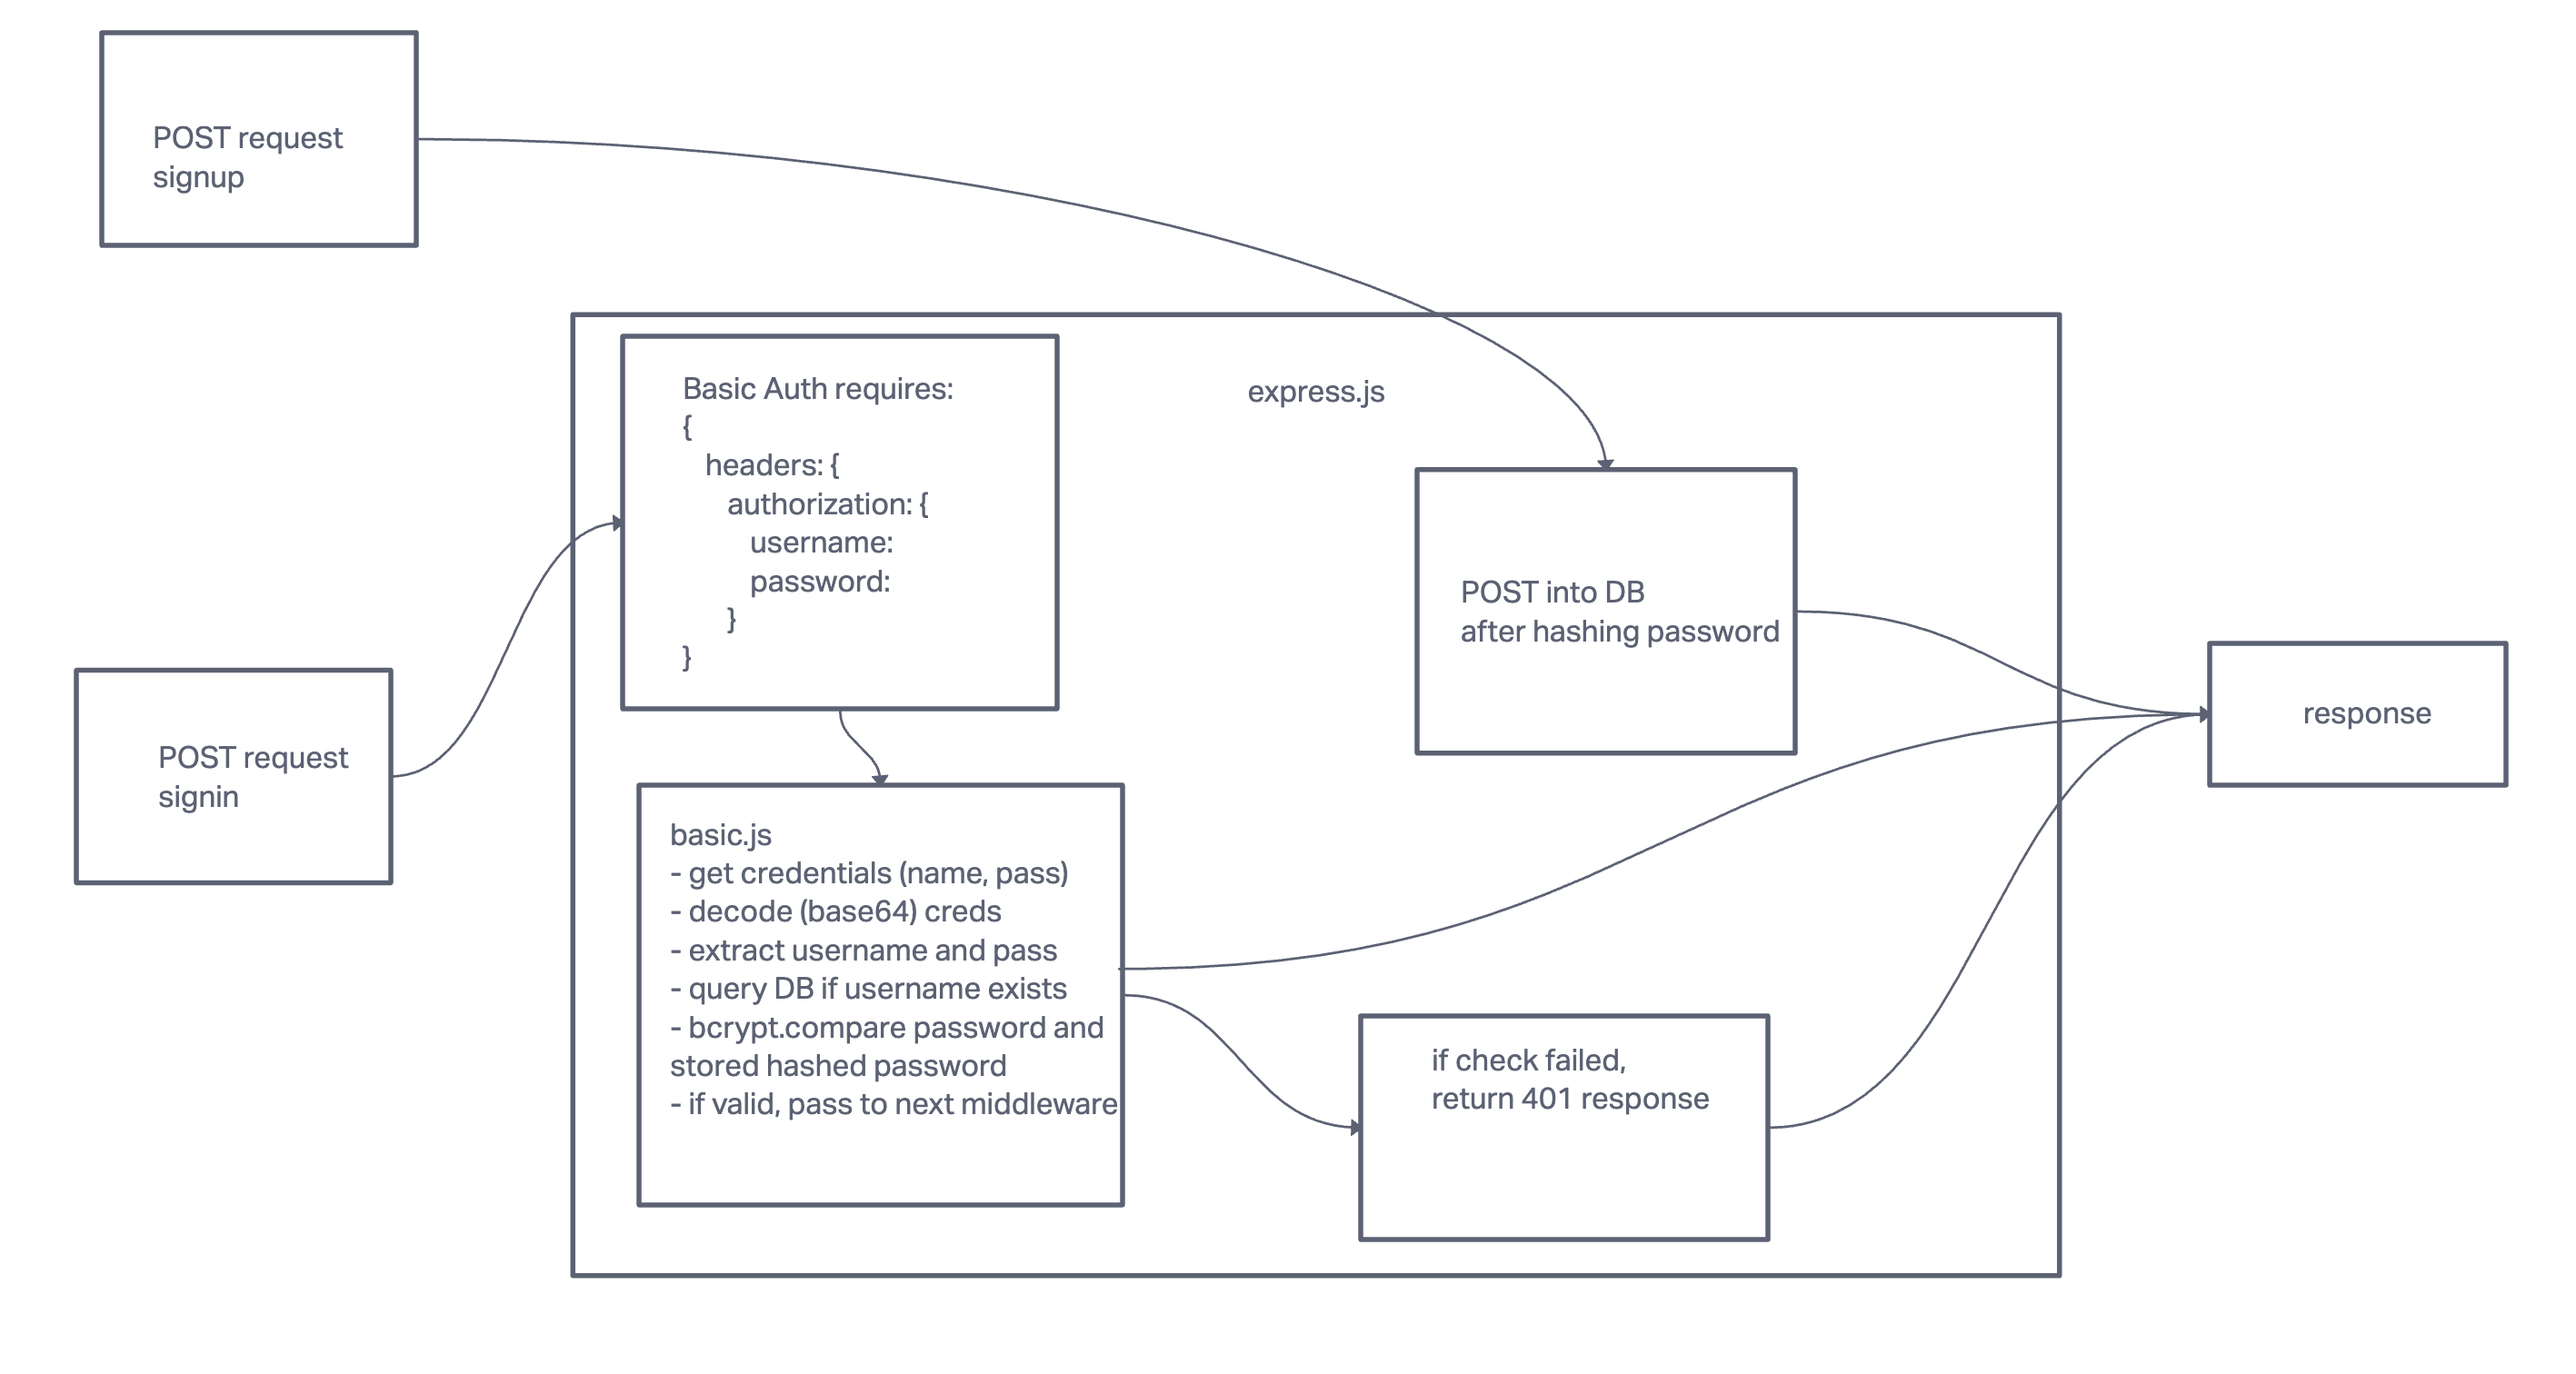 POST request
signup
Basic Auth requires:
{
headers: {
authorization: {
username:
password:
}
}
express.js
POST into DB
after hashing password
response
POST request
signin
basic.js
- get credentials (name, pass)
- decode (base64) creds
- extract username and pass
- query DB if username exists
- bcrypt.compare password and
stored hashed password
- if valid, pass to next middleware
if check failed,
return 401 response